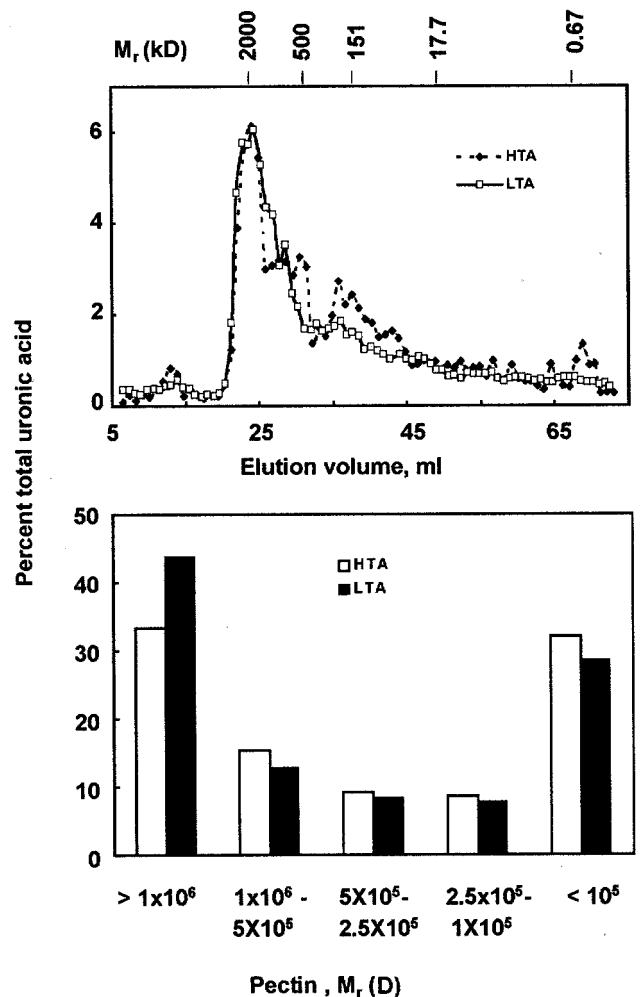 Mr (kD) 2000 500 151 17.7 0.67
6
4
2
0
HTA
LTA
5 25 45 65
Elution volume, ml
Percent total uronic acid
50
40
30
20
10
0
HTA
LTA
> 1x10⁶ 1x10⁶ - 5X10⁵- 2.5x10⁵- < 10⁵
5X10⁵ 2.5X10⁵ 1X10⁵
Pectin , Mr (D)